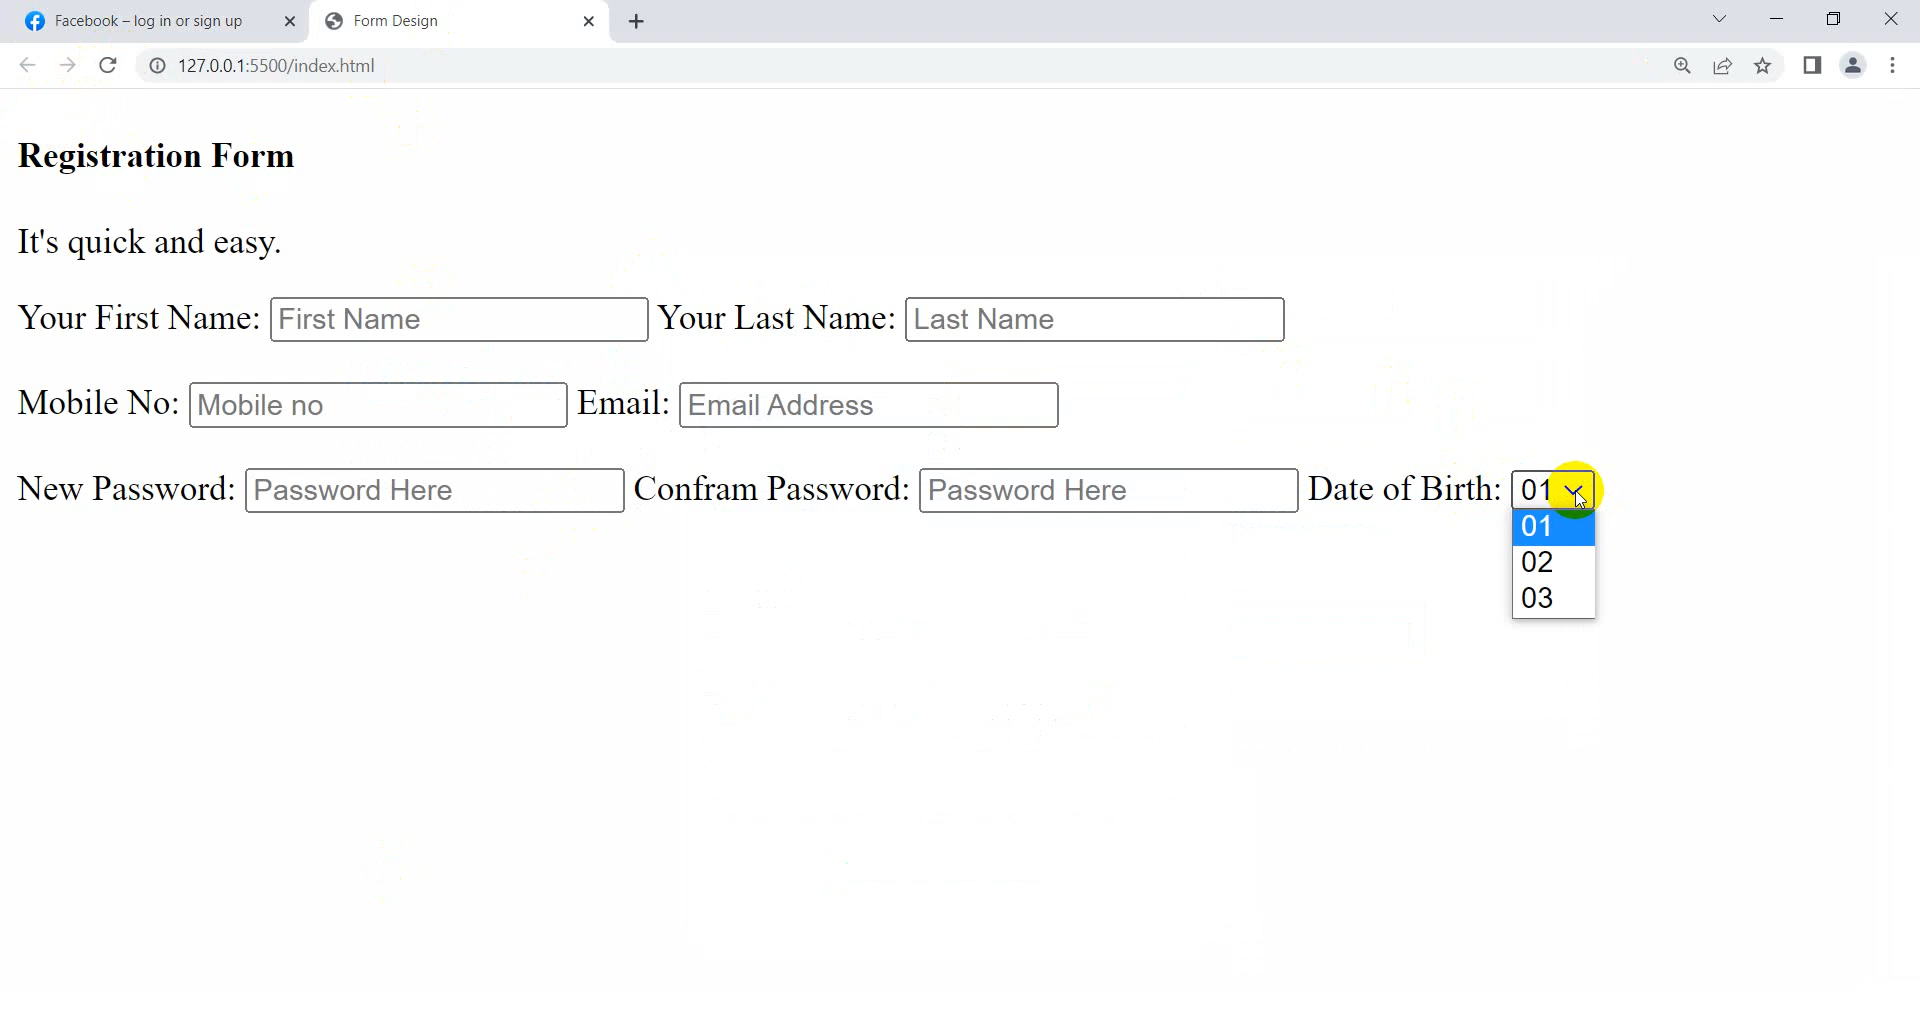 Facebook – log in or sign up
Form Design
127.0.0.1:5500/index.html
Registration Form
It's quick and easy.
Your First Name: First Name Your Last Name: Last Name
Mobile No: Mobile no Email: Email Address
New Password: Password Here Confram Password: Password Here Date of Birth: 01
01
02
03